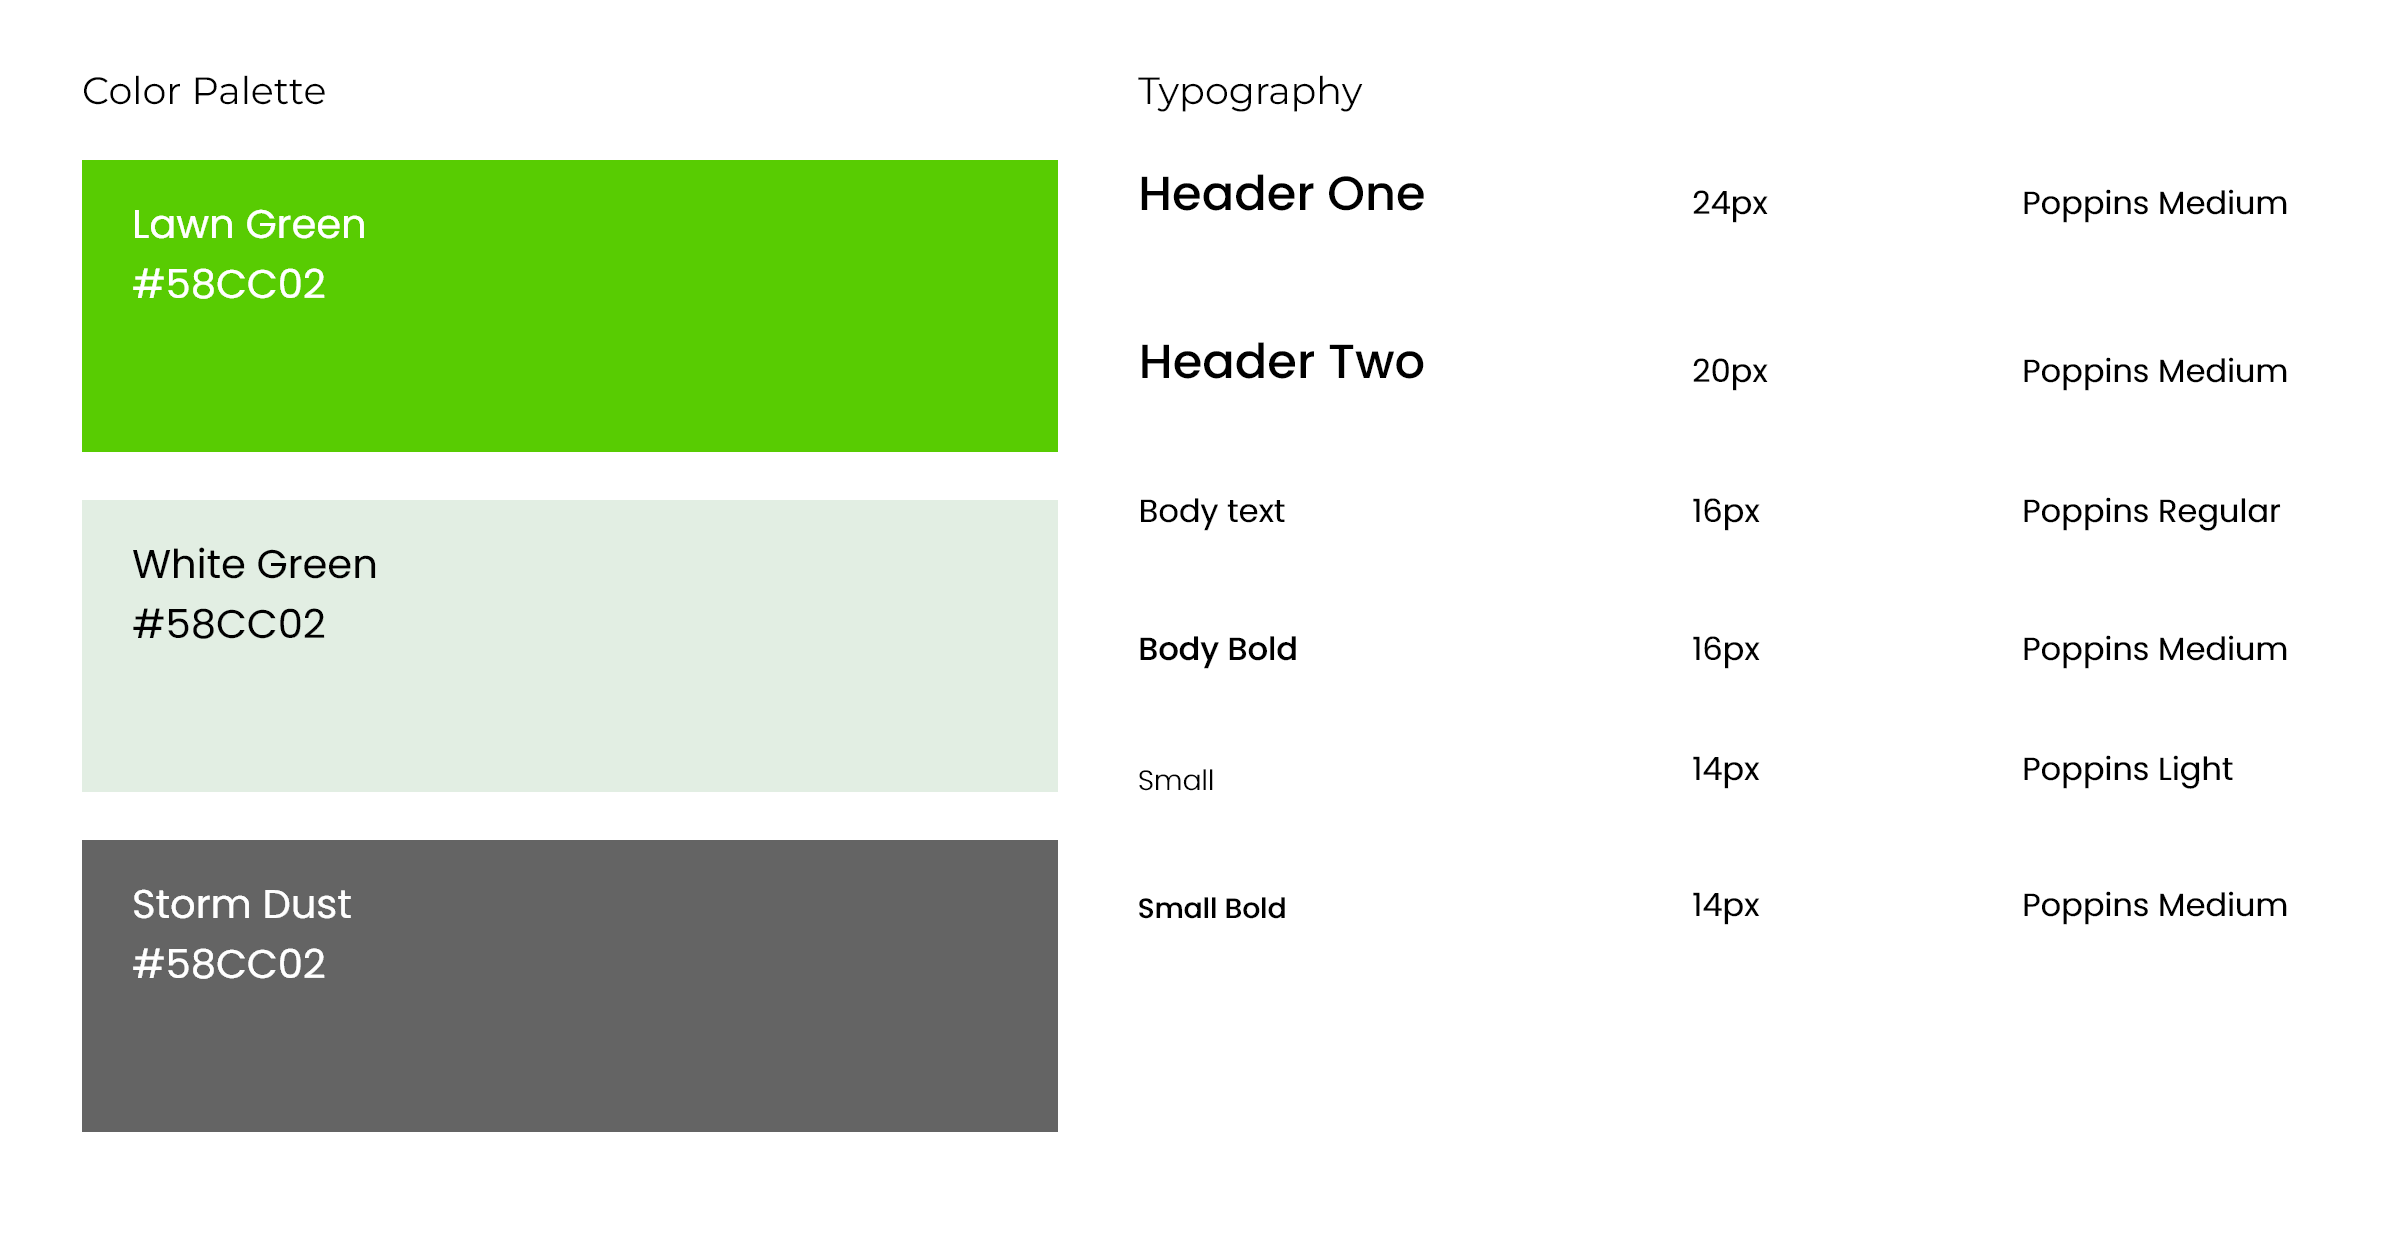 Color Palette
Lawn Green
#58CC02
White Green
#58CC02
Storm Dust
#58CC02
Typography
Header One 24px Poppins Medium
Header Two 20px Poppins Medium
Body text 16px Poppins Regular
Body Bold 16px Poppins Medium
Small 14px Poppins Light
Small Bold 14px Poppins Medium